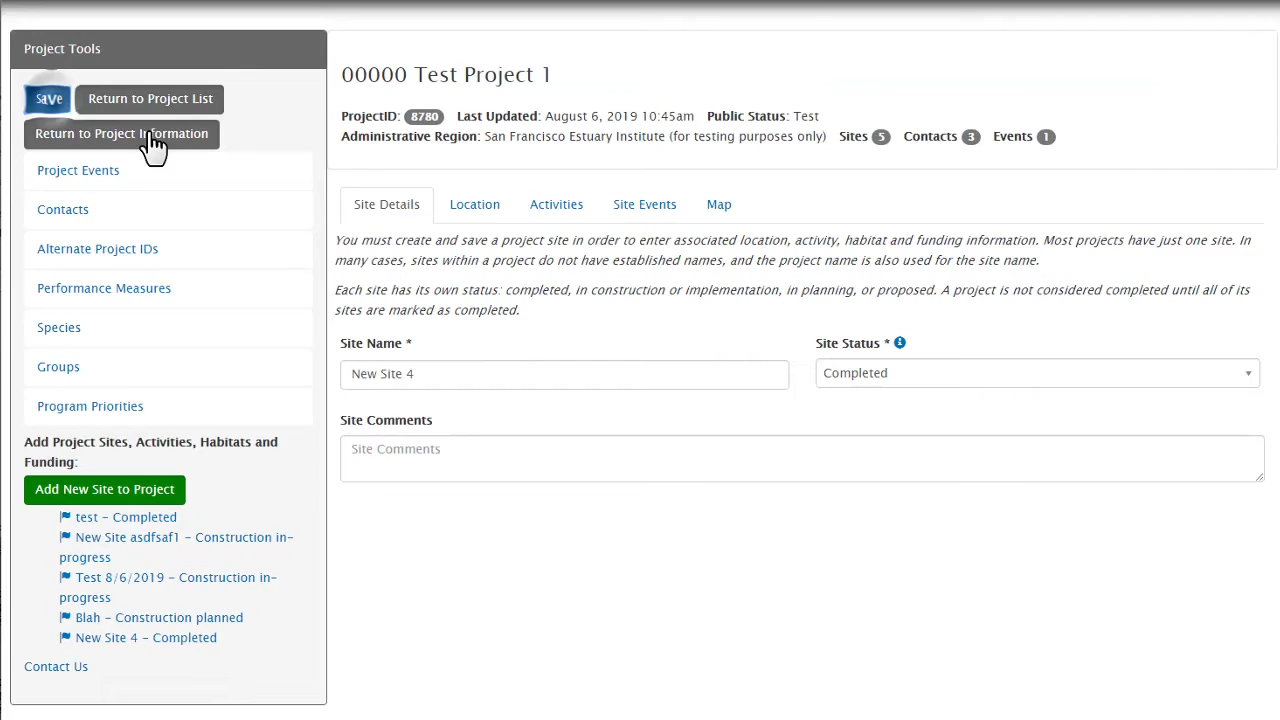 Project Tools
Save Return to Project List
Return to Project Information
Project Events
Contacts
Alternate Project IDs
Performance Measures
Species
Groups
Program Priorities
Add Project Sites, Activities, Habitats and
Funding:
Add New Site to Project
test - Completed
New Site asdfsaf1 - Construction in-
progress
Test 8/6/2019 - Construction in-
progress
Blah - Construction planned
New Site 4 - Completed
Contact Us
00000 Test Project 1
ProjectID: 8780 Last Updated: August 6, 2019 10:45am Public Status: Test
Administrative Region: San Francisco Estuary Institute (for testing purposes only) Sites 5 Contacts 3 Events 1
Site Details Location Activities Site Events Map
You must create and save a project site in order to enter associated location, activity, habitat and funding information. Most projects have just one site. In
many cases, sites within a project do not have established names, and the project name is also used for the site name.
Each site has its own status: completed, in construction or implementation, in planning, or proposed. A project is not considered completed until all of its
sites are marked as completed.
Site Name * Site Status *
New Site 4 Completed
Site Comments
Site Comments